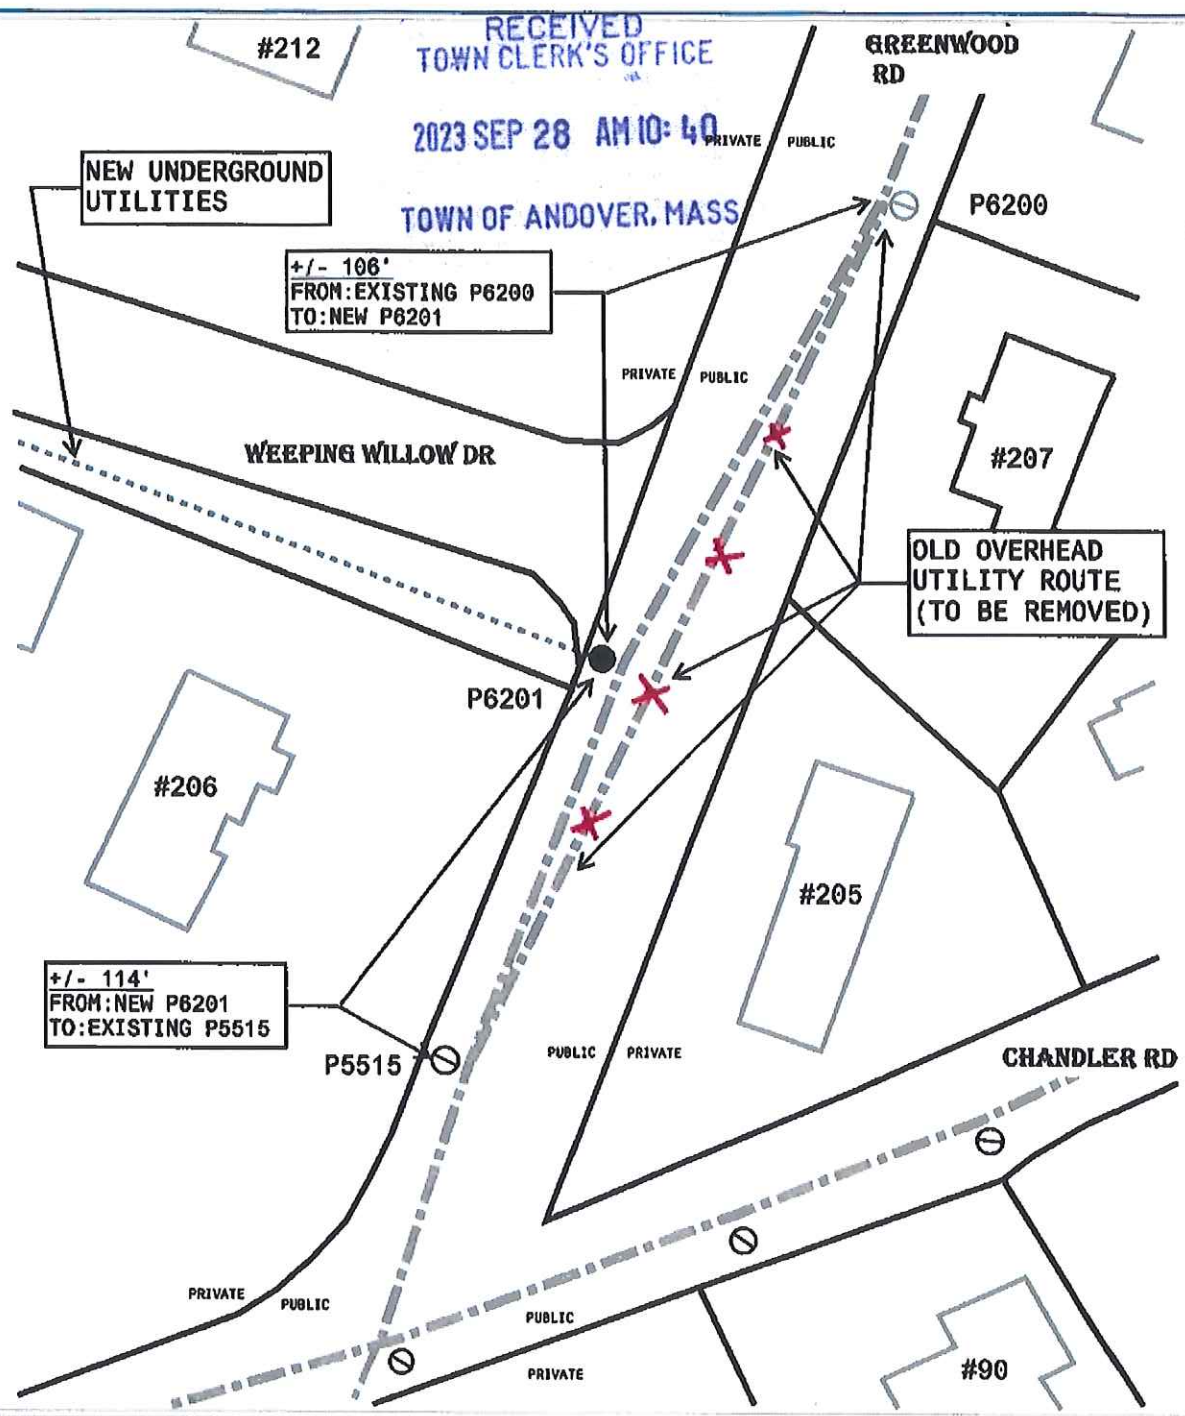 RECEIVED
TOWN CLERK'S OFFICE
2023 SEP 28 AM 10: 40
TOWN OF ANDOVER, MASS
#212
GREENWOOD
RD
PRIVATE PUBLIC
NEW UNDERGROUND
UTILITIES
P6200
+/- 106'
FROM:EXISTING P6200
TO:NEW P6201
PRIVATE PUBLIC
WEEPING WILLOW DR
#207
OLD OVERHEAD
UTILITY ROUTE
(TO BE REMOVED)
P6201
#206
#205
+/- 114'
FROM:NEW P6201
TO:EXISTING P5515
P5515
PUBLIC PRIVATE
CHANDLER RD
PRIVATE PUBLIC
PUBLIC
PRIVATE
#90